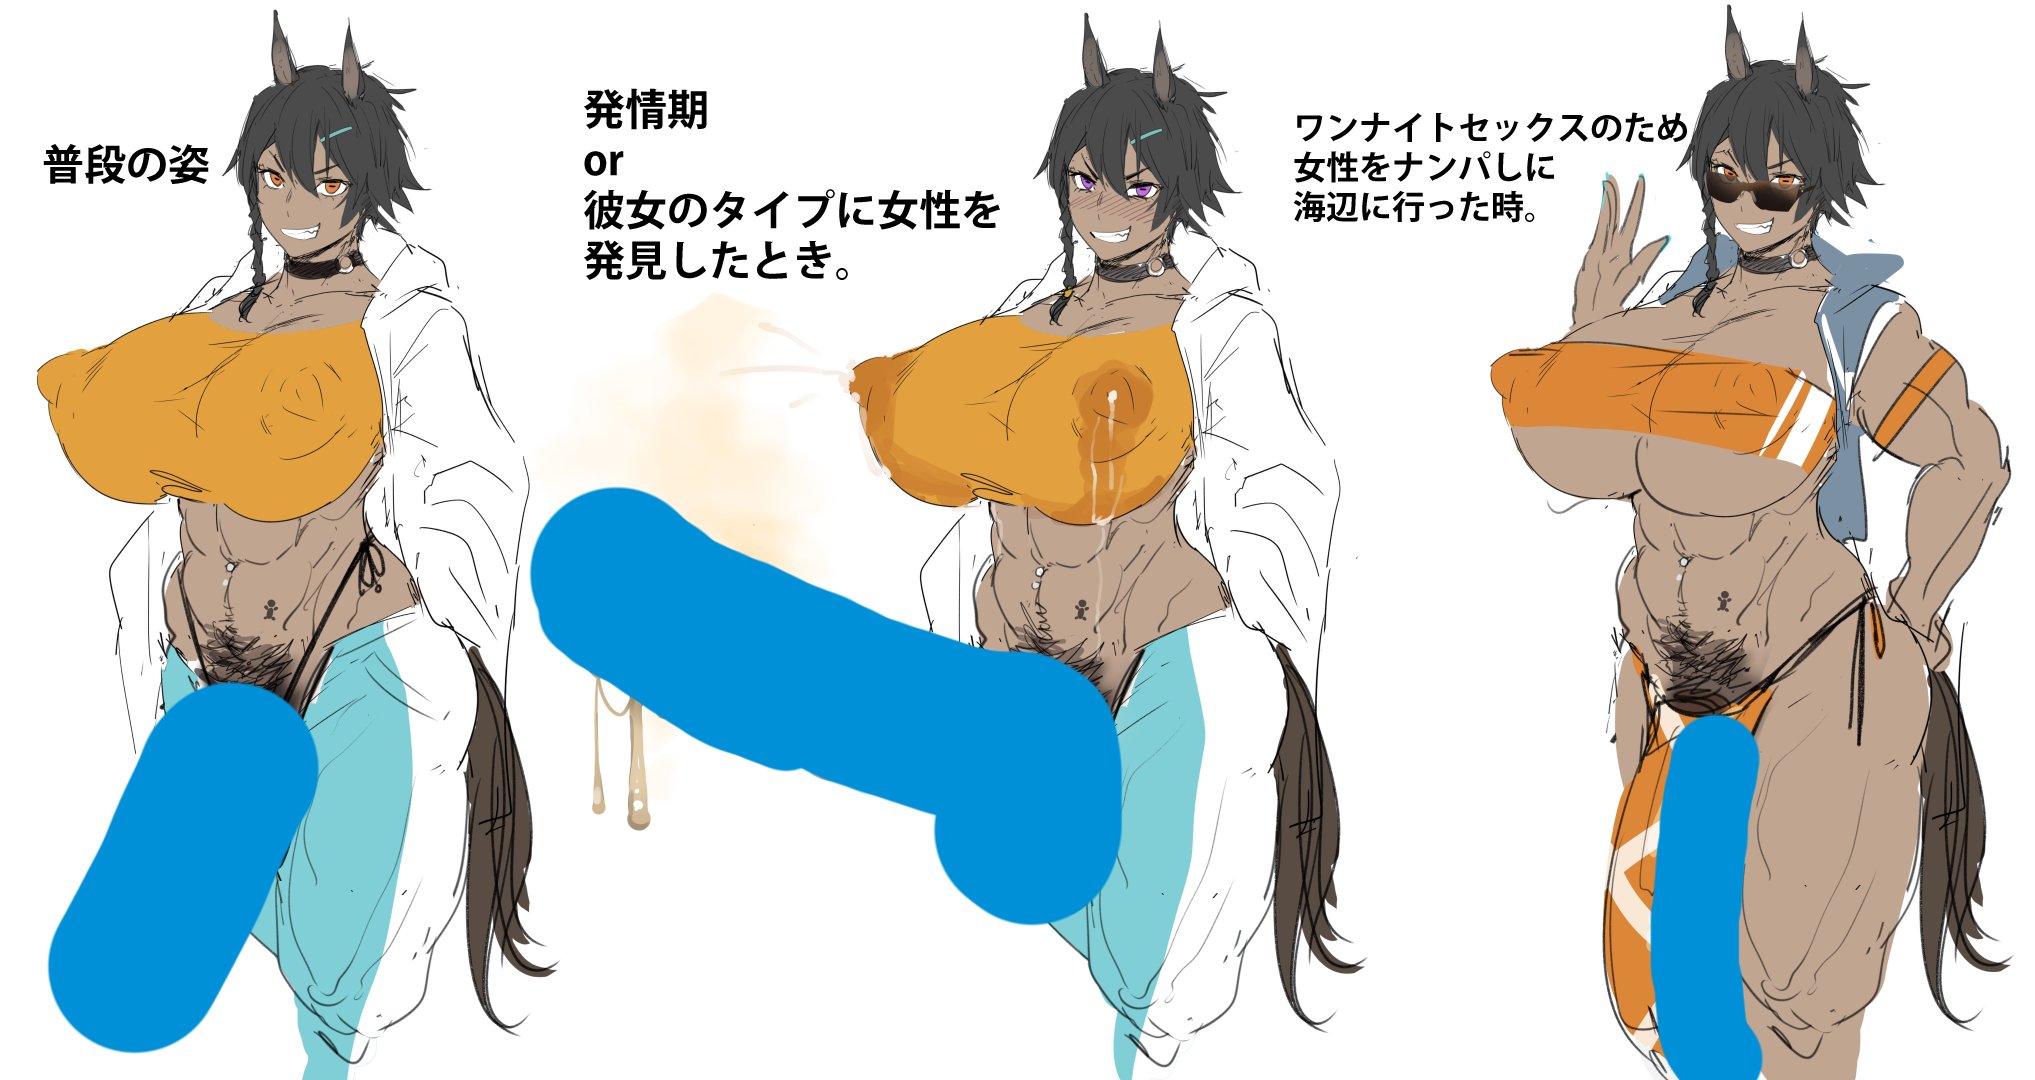 普段の姿
発情期
or
彼女のタイプに女性を
発見したとき。
ワンナイトセックスのため
女性をナンパしに
海辺に行った時。